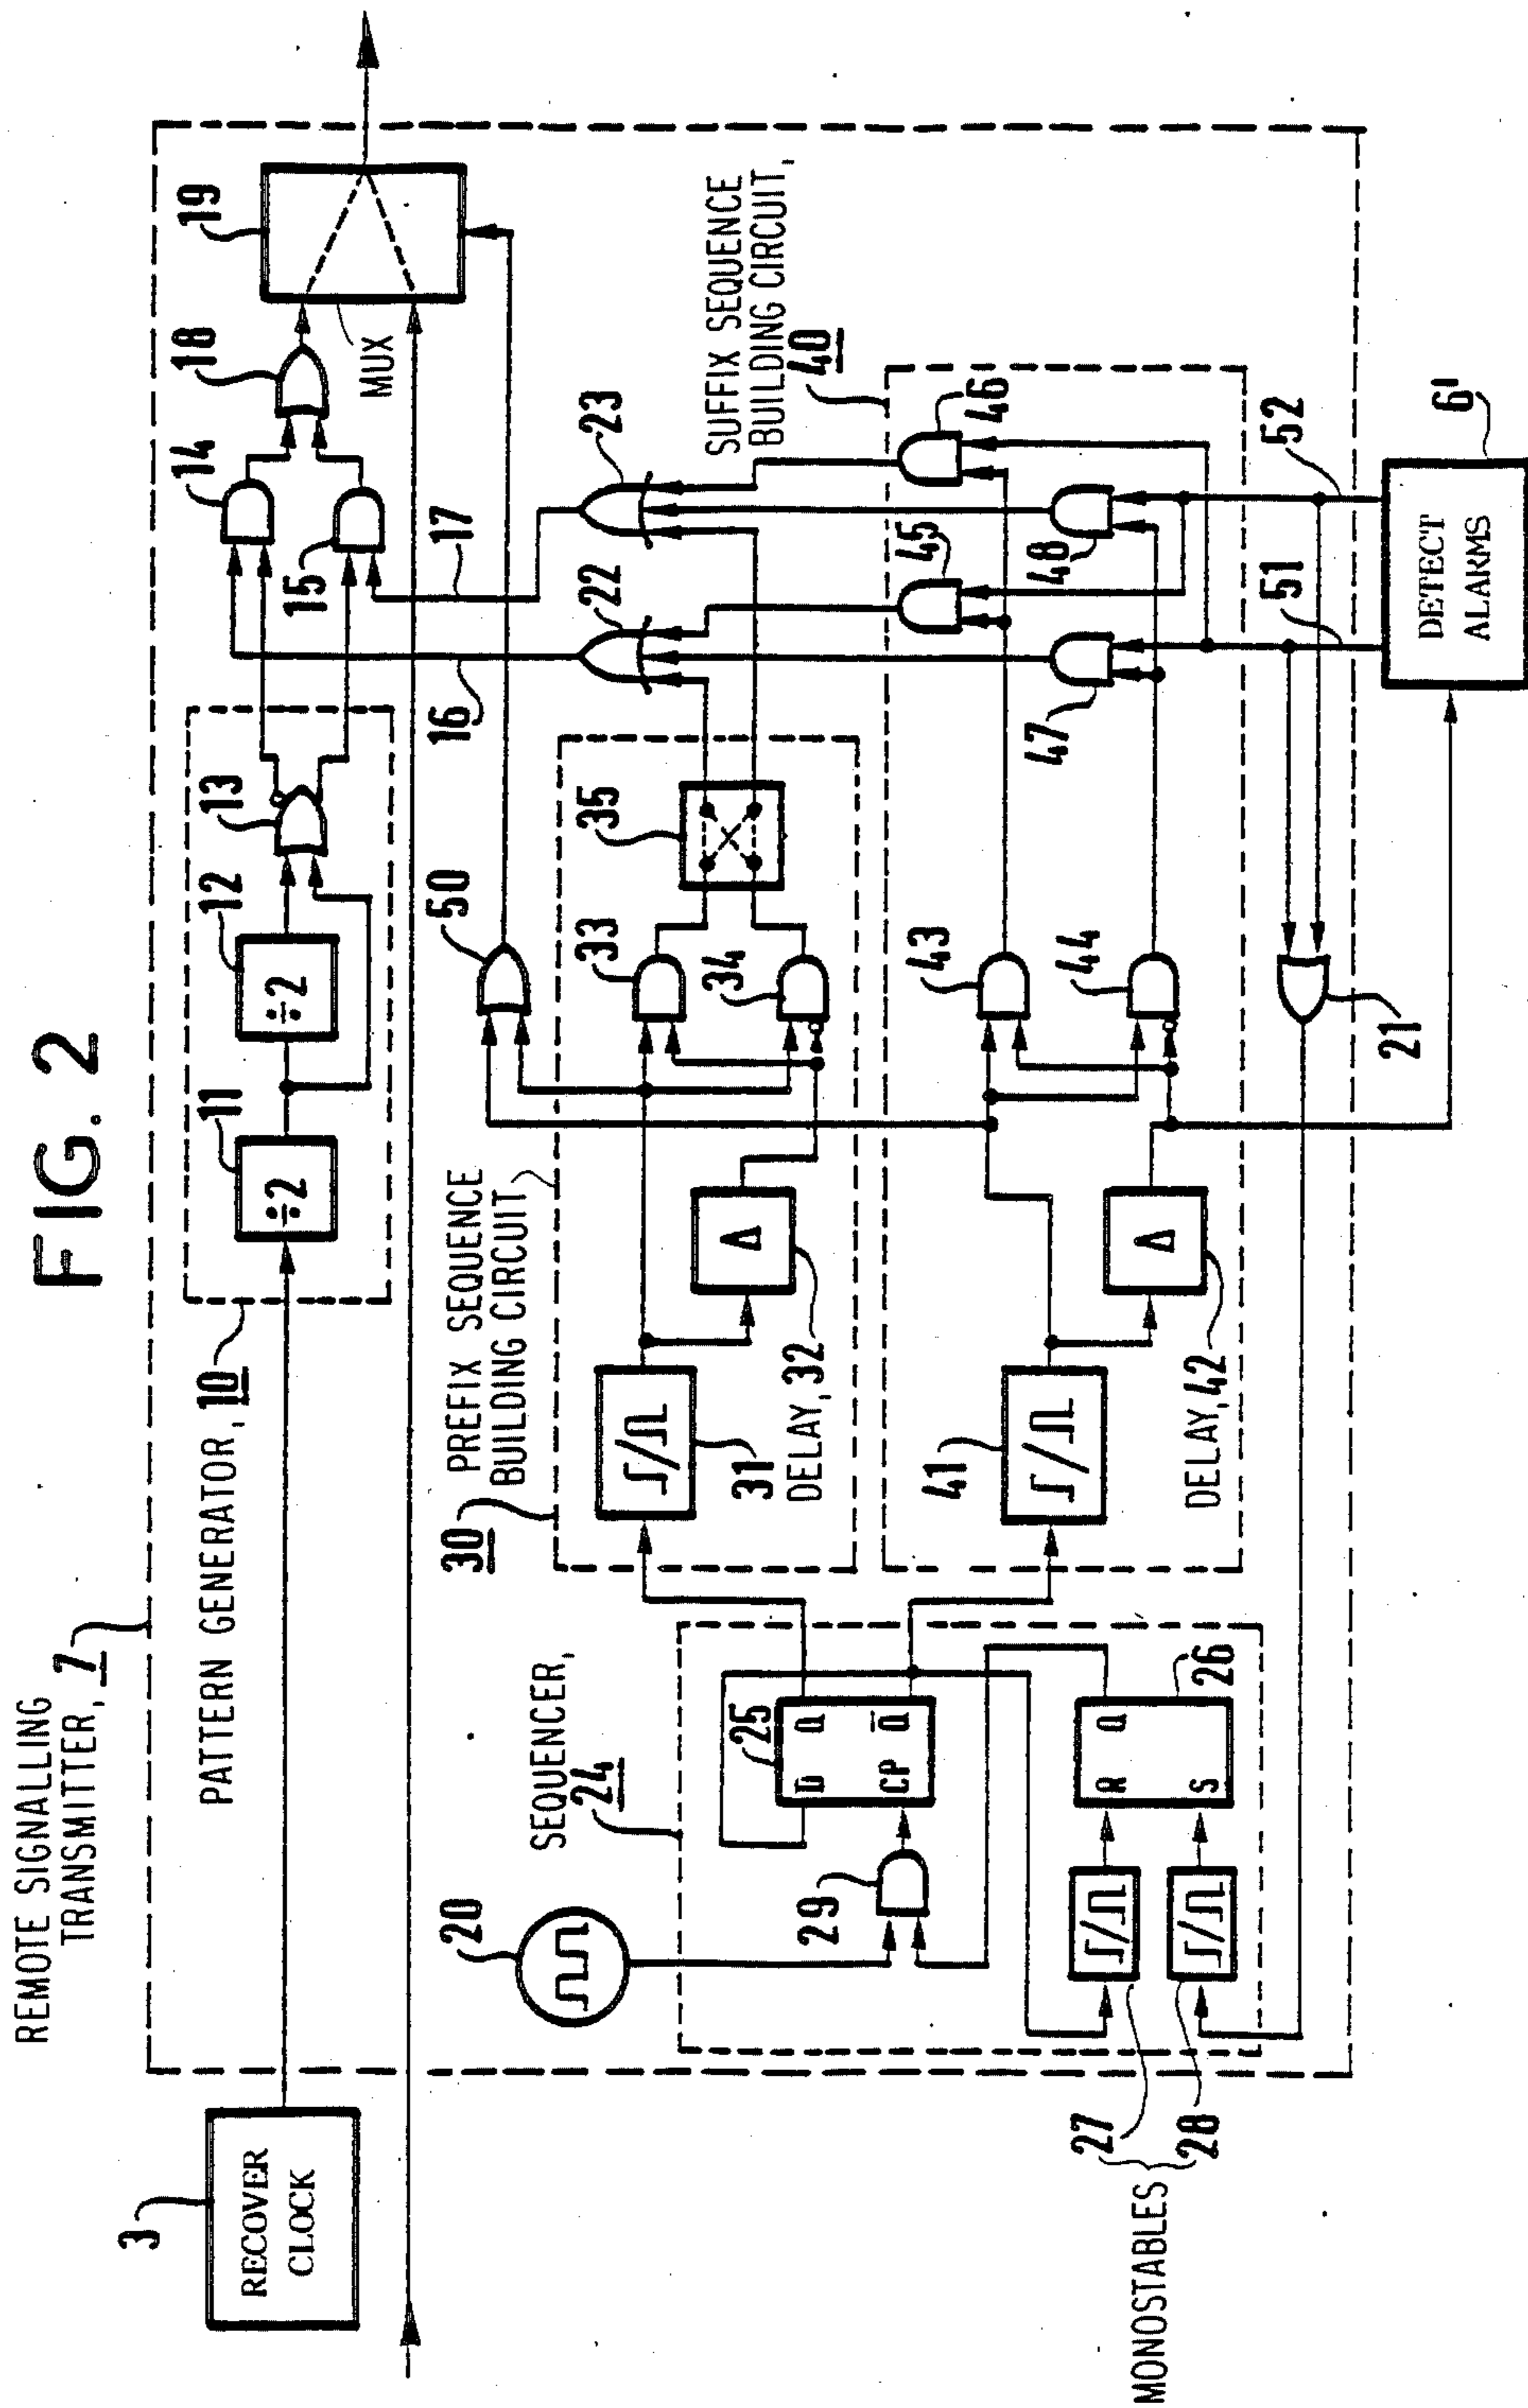 FIG. 2
REMOTE SIGNALLING
TRANSMITTER, 7
3
RECOVER
CLOCK
PATTERN GENERATOR, 10
11
÷2
12
÷2
13
14
15
16
17
18
MUX
19
20
SEQUENCER,
24
25
D Q
CP Q̄
29
26
R Q
S
27
28
MONOSTABLES
PREFIX SEQUENCE
BUILDING CIRCUIT
30
31
Δ
DELAY, 32
33
34
35
50
22
23
SUFFIX SEQUENCE
BUILDING CIRCUIT,
40
41
Δ
DELAY, 42
43
44
45
46
47
48
21
51
52
DETECT
ALARMS
6'